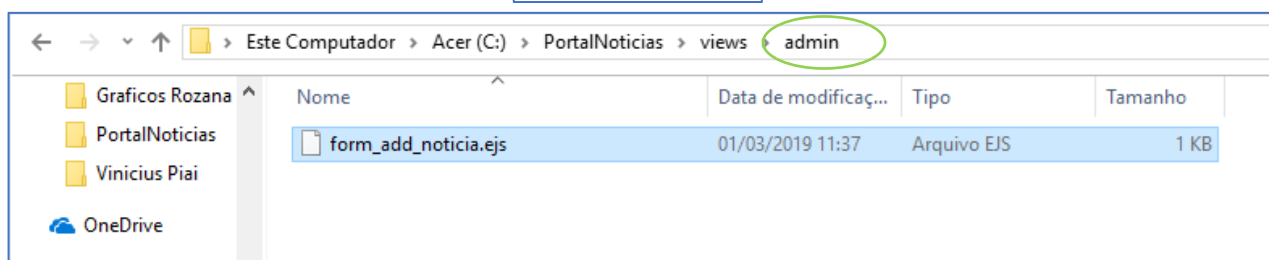 Este Computador > Acer (C:) > PortalNoticias > views > admin
Graficos Rozana
Nome Data de modificaç... Tipo Tamanho
PortalNoticias
form_add_noticia.ejs 01/03/2019 11:37 Arquivo EJS 1 KB
Vinicius Piai
OneDrive